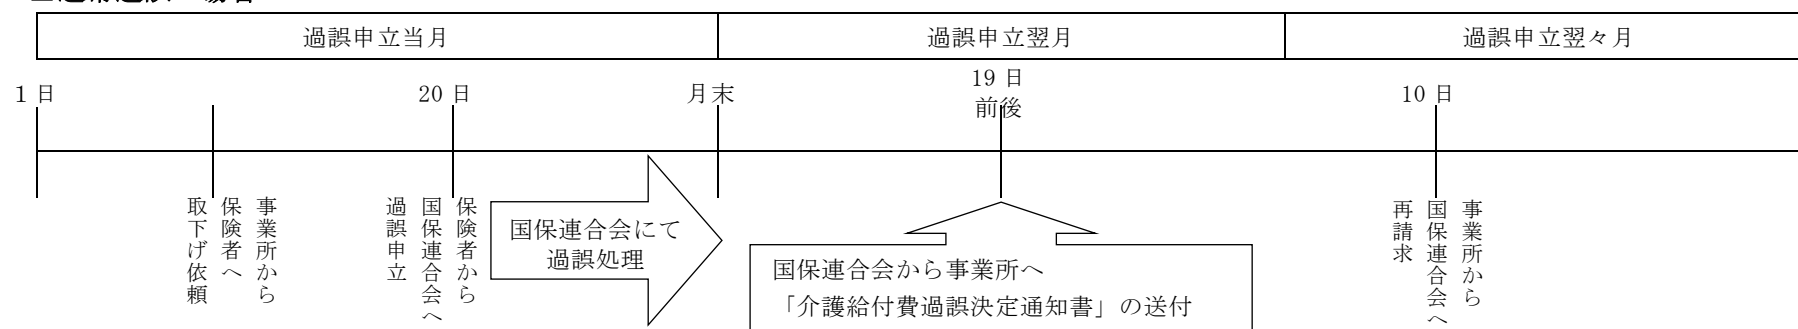 過誤申立当月
過誤申立翌月
過誤申立翌々月
1日
20日
月末
19日
前後
10日
事業所から
保険者へ
取下げ依頼
保険者から
国保連合会へ
過誤申立
国保連合会にて
過誤処理
国保連合会から事業所へ
「介護給付費過誤決定通知書」の送付
事業所から
国保連合会へ
再請求